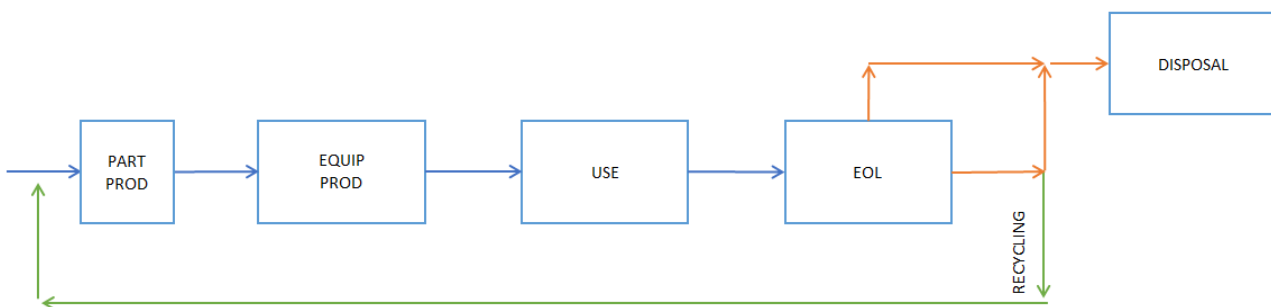 PART
PROD
EQUIP
PROD
USE
EOL
DISPOSAL
RECYCLING